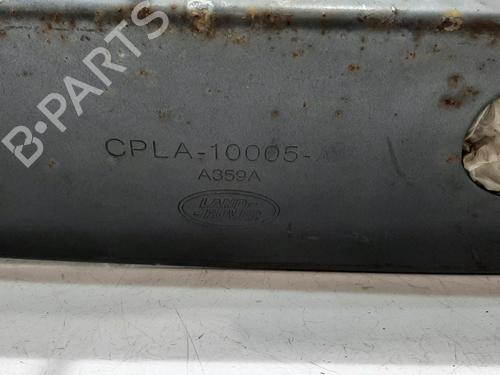 B-PARTS
CPLA-10005-A
A359A
LAND-
ROVER